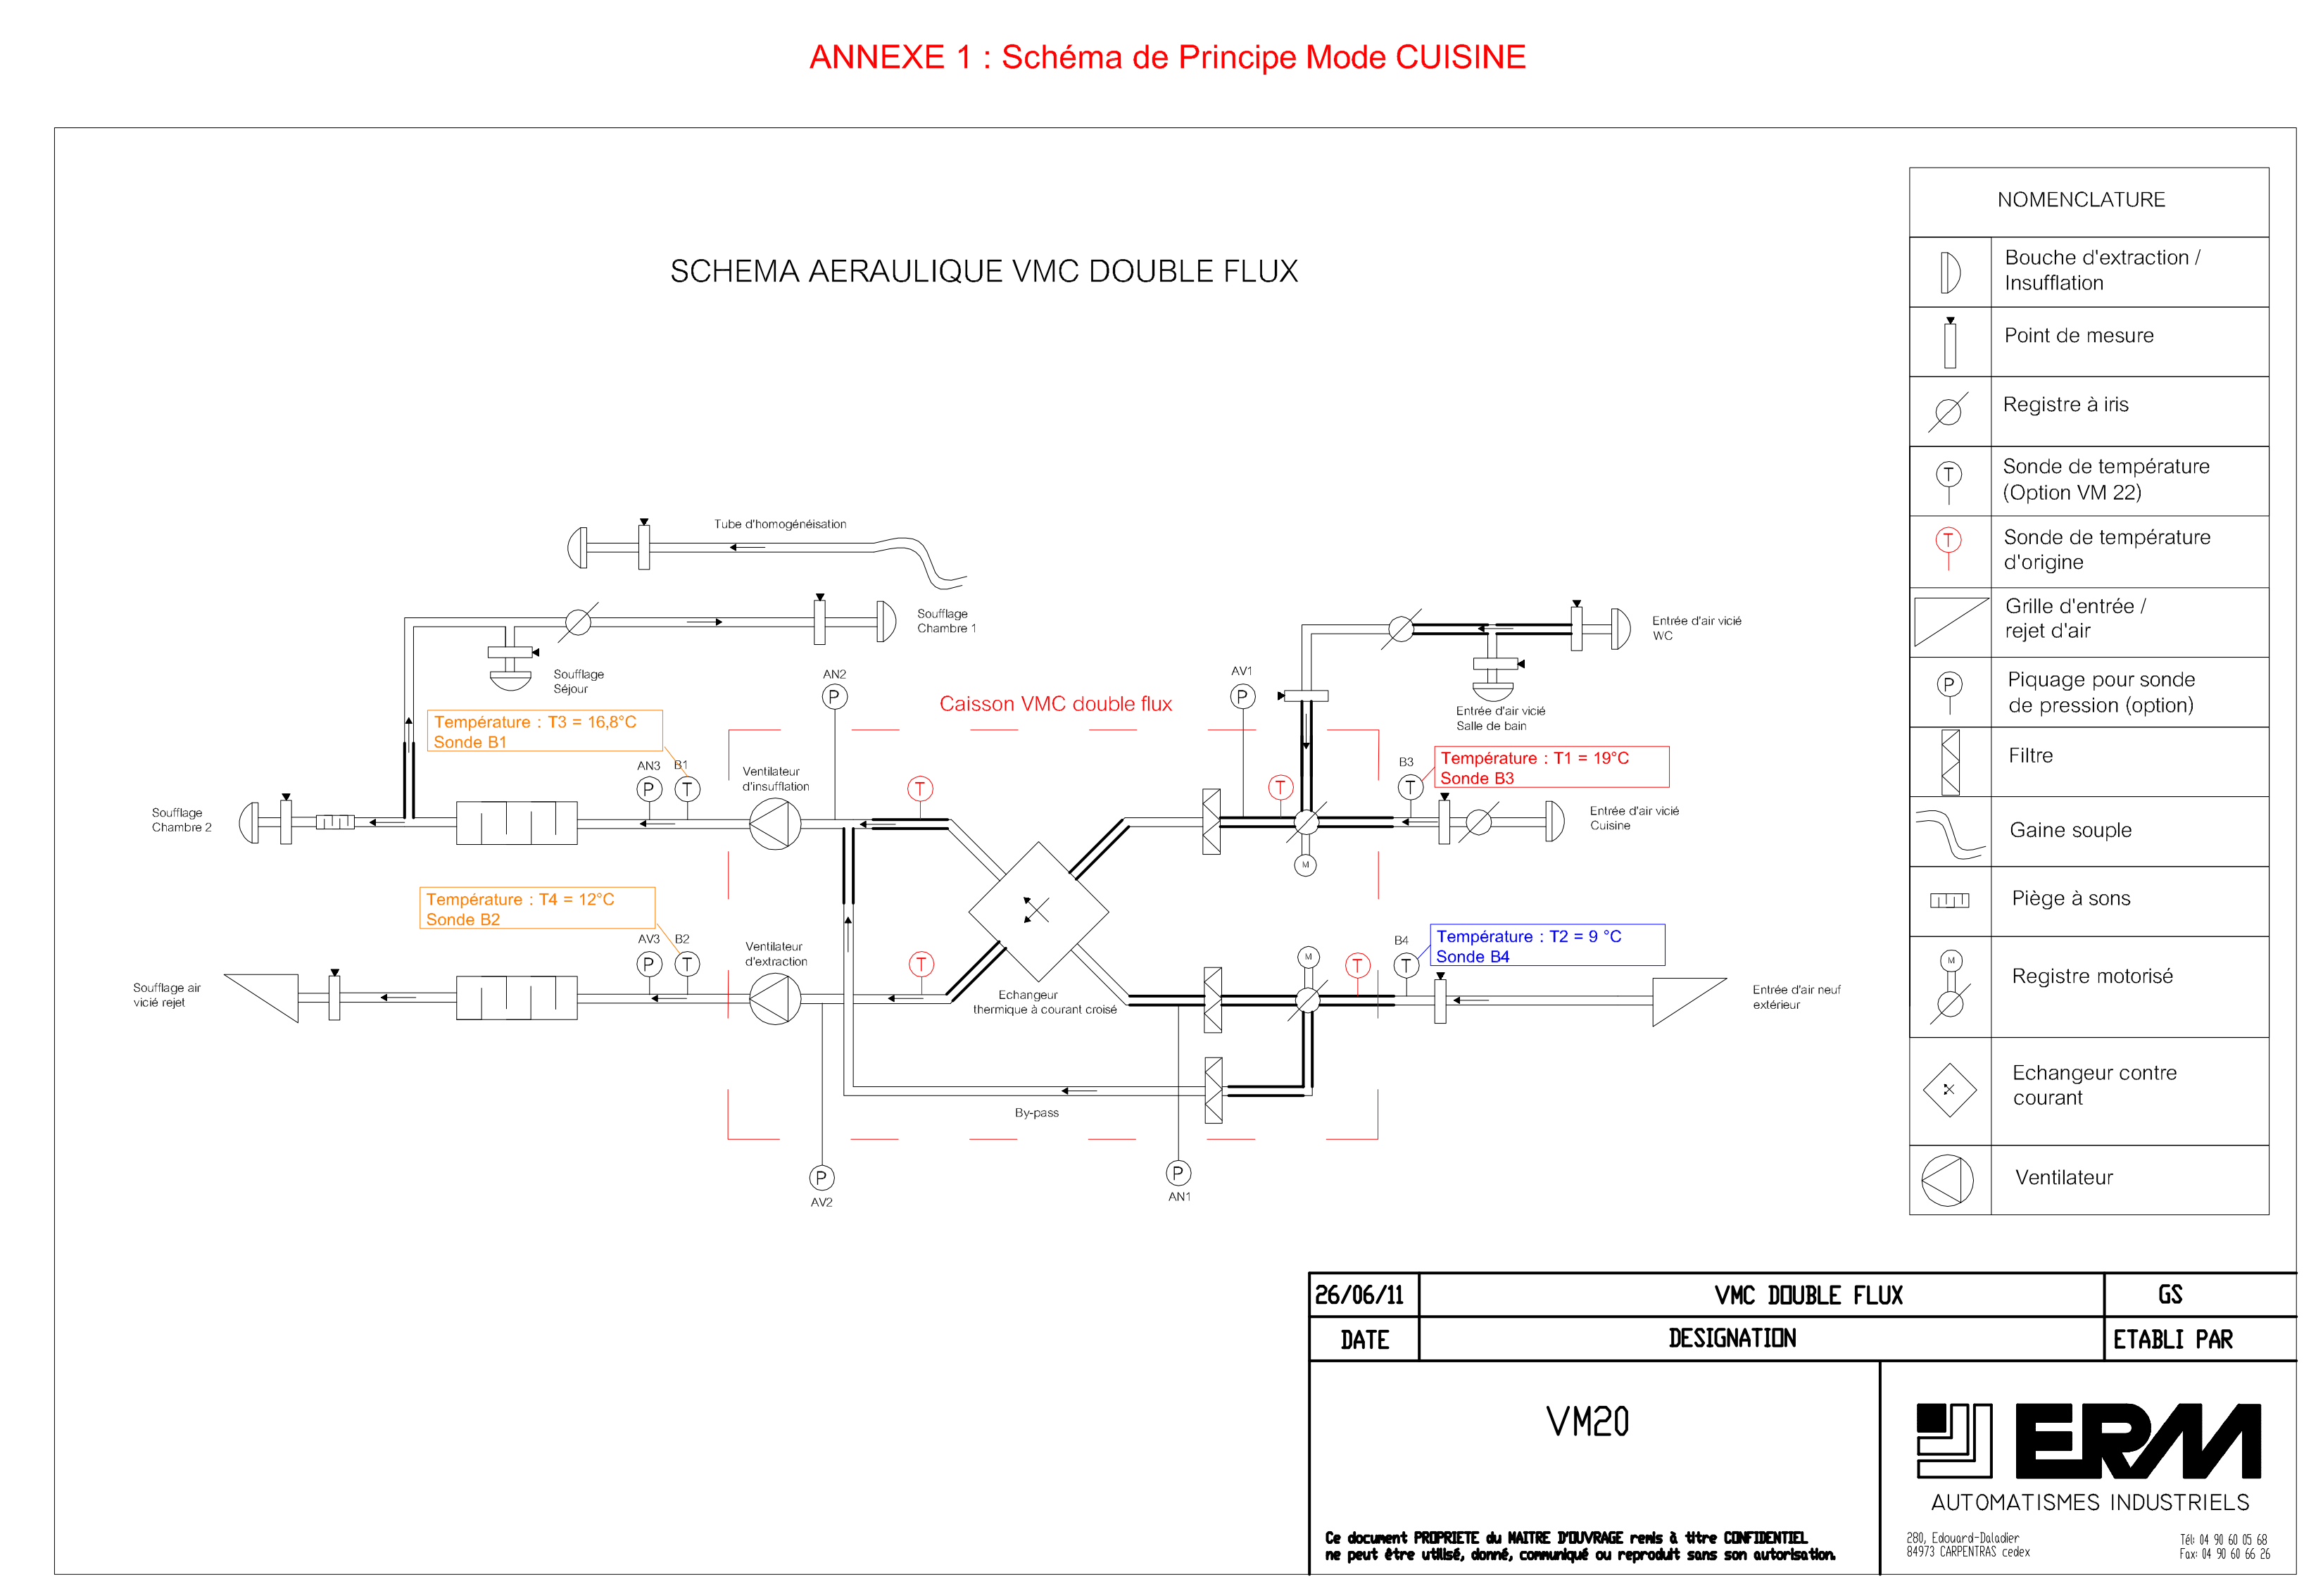 ANNEXE 1 : Schéma de Principe Mode CUISINE
SCHEMA AERAULIQUE VMC DOUBLE FLUX
NOMENCLATURE
Bouche d'extraction /
Insufflation
Point de mesure
Registre à iris
T
Sonde de température
(Option VM 22)
T
Sonde de température
d'origine
Grille d'entrée /
rejet d'air
P
Piquage pour sonde
de pression (option)
Filtre
Gaine souple
Piège à sons
M
Registre motorisé
Echangeur contre
courant
Ventilateur
Tube d'homogénéisation
Soufflage
Chambre 1
Soufflage
Séjour
Entrée d'air vicié
WC
Entrée d'air vicié
Salle de bain
AN2
P
AV1
P
Caisson VMC double flux
Température : T3 = 16,8°C
Sonde B1
AN3
B1
P
T
Ventilateur
d'insufflation
T
T
B3
T
Température : T1 = 19°C
Sonde B3
Soufflage
Chambre 2
Entrée d'air vicié
Cuisine
M
Température : T4 = 12°C
Sonde B2
AV3
B2
P
T
Ventilateur
d'extraction
T
M
T
B4
T
Température : T2 = 9 °C
Sonde B4
Soufflage air
vicié rejet
Echangeur
thermique à courant croisé
Entrée d'air neuf
extérieur
By-pass
P
AV2
P
AN1
26/06/11
VMC DOUBLE FLUX
GS
DATE
DESIGNATION
ETABLI PAR
VM20
ERM
AUTOMATISMES INDUSTRIELS
Ce document PROPRIETE du MAITRE D'OUVRAGE remis à titre CONFIDENTIEL
ne peut être utilisé, donné, communiqué ou reproduit sans son autorisation.
280, Edouard-Daladier
84973 CARPENTRAS cedex
Tél: 04 90 60 05 68
Fax: 04 90 60 66 26